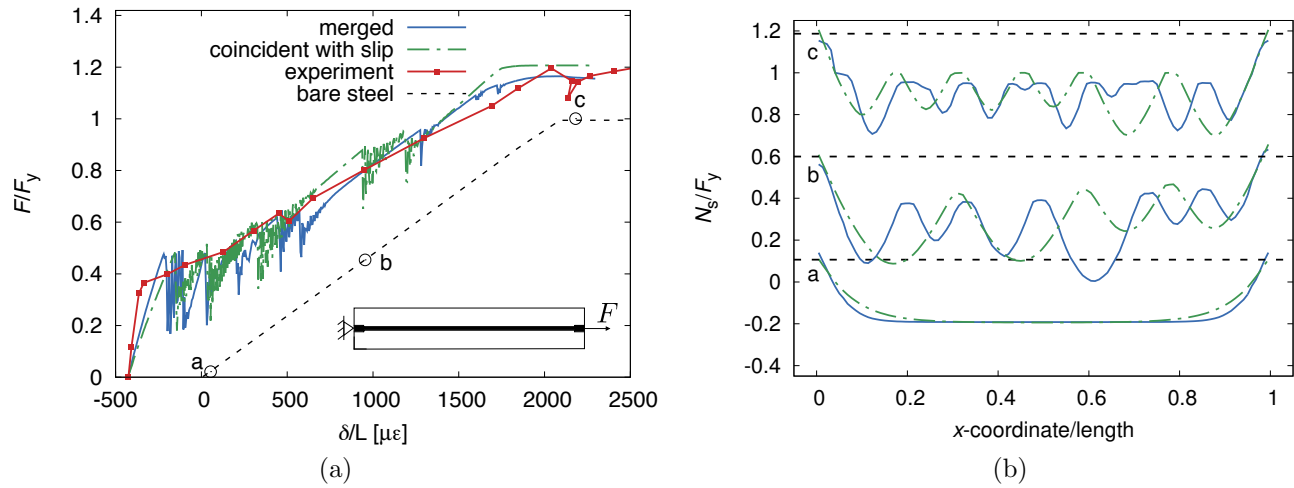 merged
coincident with slip
experiment
bare steel
F/Fy
0
0.2
0.4
0.6
0.8
1
1.2
1.4
a
b
c
F
-500
0
500
1000
1500
2000
2500
δ/L [με]
(a)
Ns/Fy
1.2
1
0.8
0.6
0.4
0.2
0
-0.2
-0.4
c
b
a
0
0.2
0.4
0.6
0.8
1
x-coordinate/length
(b)